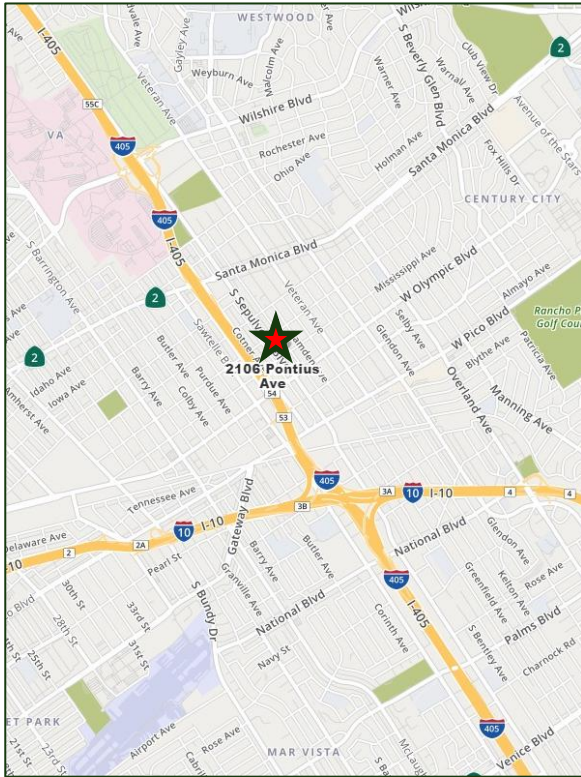 WESTWOOD
I-405
Gayley Ave
Malcolm Ave
Weyburn Ave
Veteran Ave
S Beverly Glen Blvd
Warner Ave
Warnall Ave
Club View Dr
2
55C
Wilshire Blvd
Avenue of the Stars
VA
405
Rochester Ave
Ohio Ave
Holman Ave
Santa Monica Blvd
Fox Hills Dr
CENTURY CITY
405
I-405
Santa Monica Blvd
S Barrington Ave
Mississippi Ave
W Olympic Blvd
Almayo Ave
2
Veteran Ave
Rancho P
Golf Cou
2
Selby Ave
Glendon Ave
W Pico Blvd
Blythe Ave
Patricia Ave
Idaho Ave
Iowa Ave
Amherst Ave
Butler Ave
Barry Ave
Purdue Ave
Colby Ave
2106 Pontius
Ave
54
53
Overland Ave
Manning Ave
Tennessee Ave
Gateway Blvd
405
3A
10
I-10
4
4
3B
I-10
10
Delaware Ave
2
2A
-10
Pearl St
National Blvd
Glendon Ave
Kelton Ave
Rose Ave
Greenfield Ave
Barry Ave
Butler Ave
Granville Ave
405
I-405
30th St
33rd St
28th St
31st St
25th St
S Bundy Dr
National Blvd
Corinth Ave
S Bentley Ave
Palms Blvd
Charnock Rd
Navy St
ET PARK
21st St
23rd St
Airport Ave
Rose Ave
MAR VISTA
405
Venice Blvd